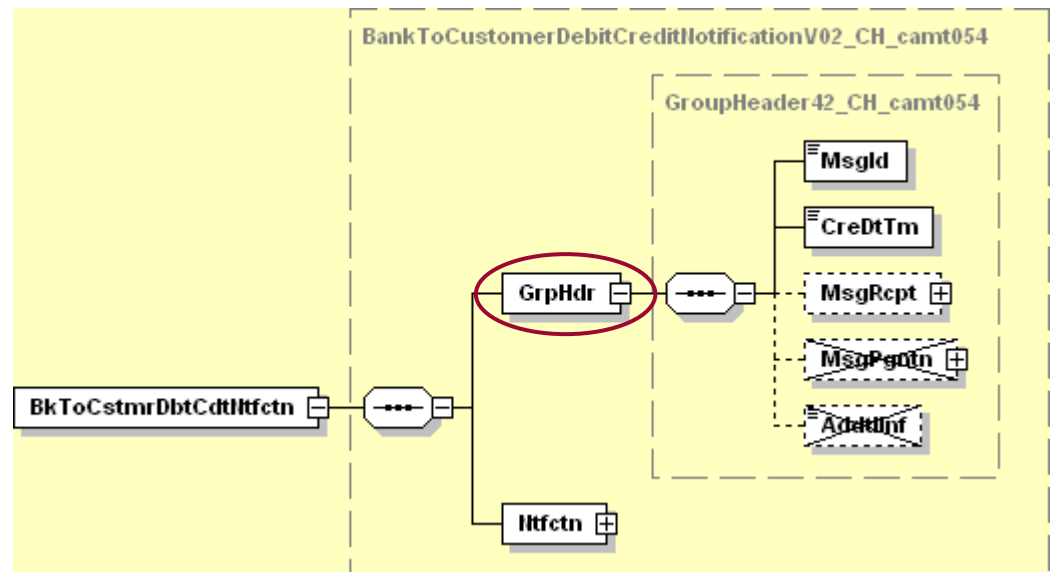 BankToCustomerDebitCreditNotificationV02_CH_camt054
GroupHeader42_CH_camt054
MsgId
CreDtTm
GrpHdr
MsgRcpt
MsgPgntn
BkToCstmrDbtCdtNtfctn
AddtlInf
Ntfctn